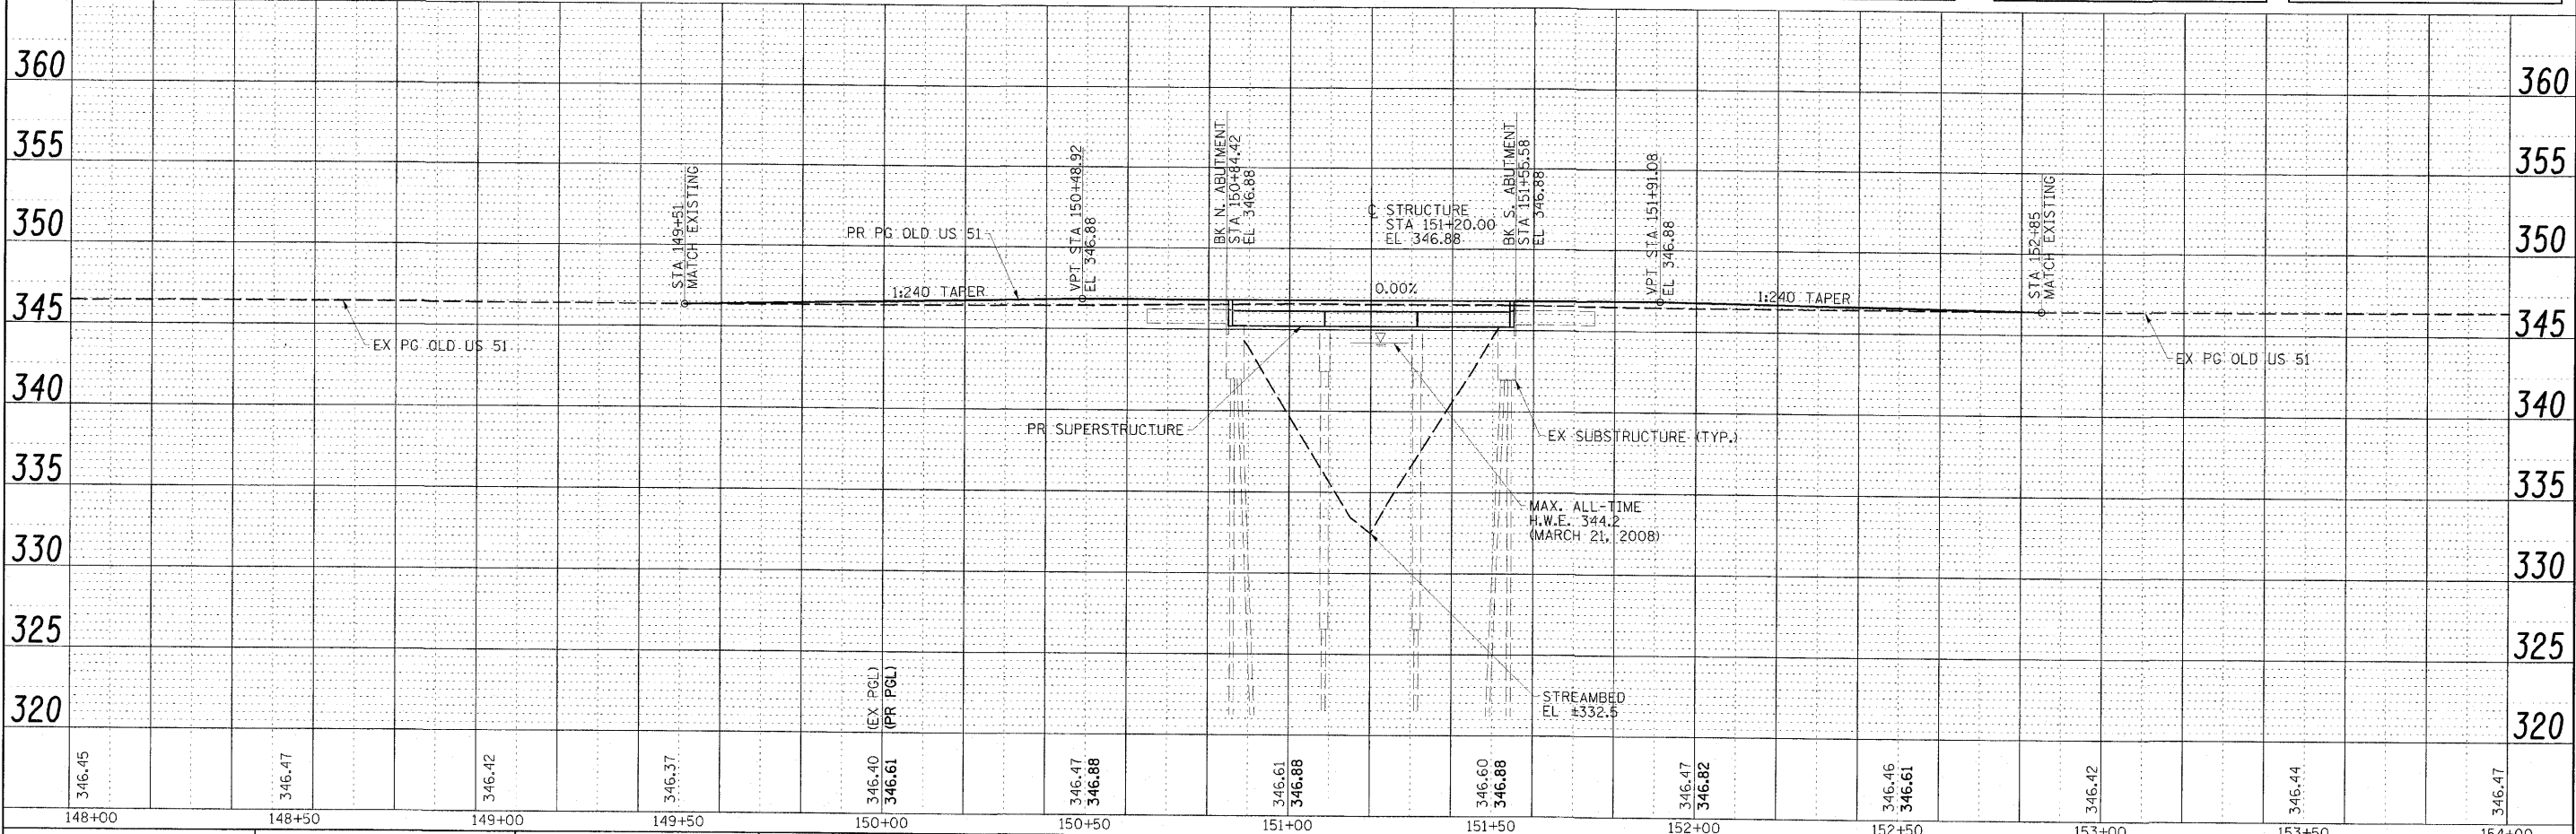 360
355
350
345
340
335
330
325
320
360
355
350
345
340
335
330
325
320
STA 149+51
MATCH EXISTING
PR PG OLD US 51
VPT STA 150+48.92
EL 346.88
BK N. ABUTMENT
STA 150+84.42
EL 346.88
℄ STRUCTURE
STA 151+20.00
EL 346.88
BK S. ABUTMENT
STA 151+55.58
EL 346.88
VPT STA 151+91.08
EL 346.88
STA 152+85
MATCH EXISTING
1:240 TAPER
0.00%
1:240 TAPER
EX PG OLD US 51
EX PG OLD US 51
PR SUPERSTRUCTURE
EX SUBSTRUCTURE (TYP.)
MAX. ALL-TIME
H.W.E. 344.2
(MARCH 21, 2008)
STREAMBED
EL ±332.5
(EX PGL)
(PR PGL)
346.45
346.47
346.42
346.37
346.40
346.61
346.47
346.88
346.61
346.88
346.60
346.88
346.47
346.82
346.46
346.61
346.42
346.44
346.47
148+00
148+50
149+00
149+50
150+00
150+50
151+00
151+50
152+00
152+50
153+00
153+50
154+00